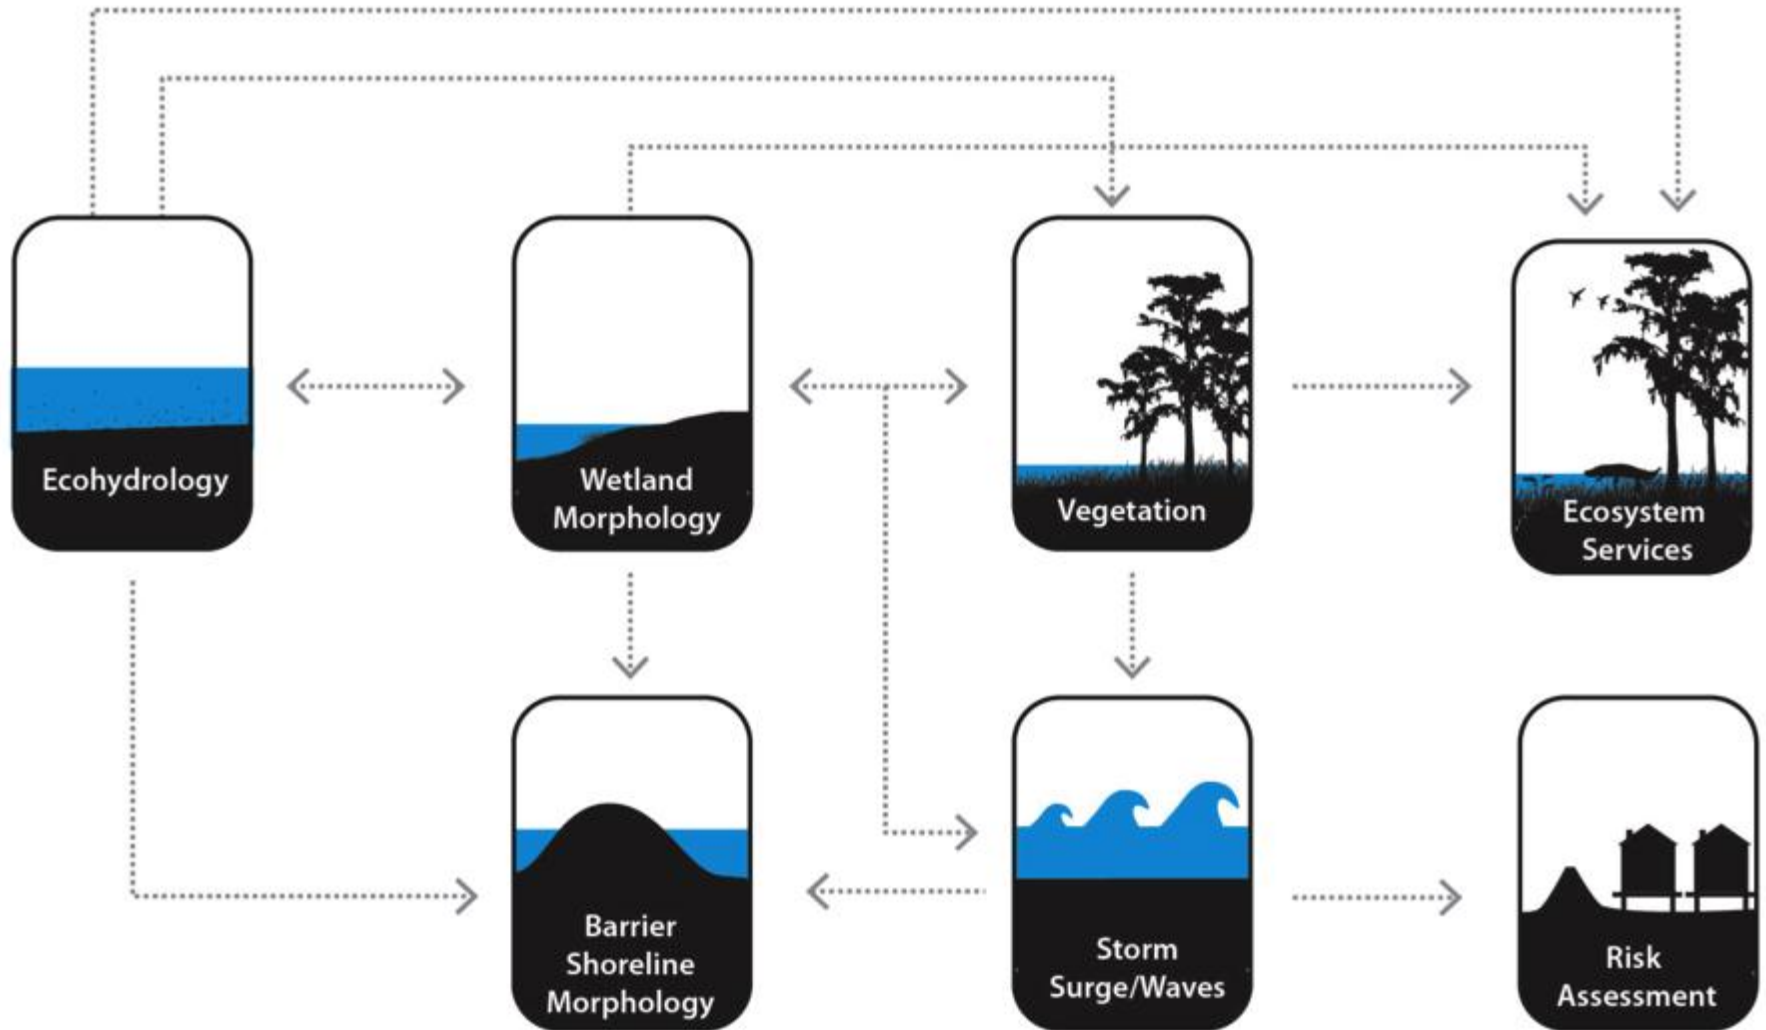 Ecohydrology
Wetland
Morphology
Vegetation
Ecosystem
Services
Barrier
Shoreline
Morphology
Storm
Surge/Waves
Risk
Assessment